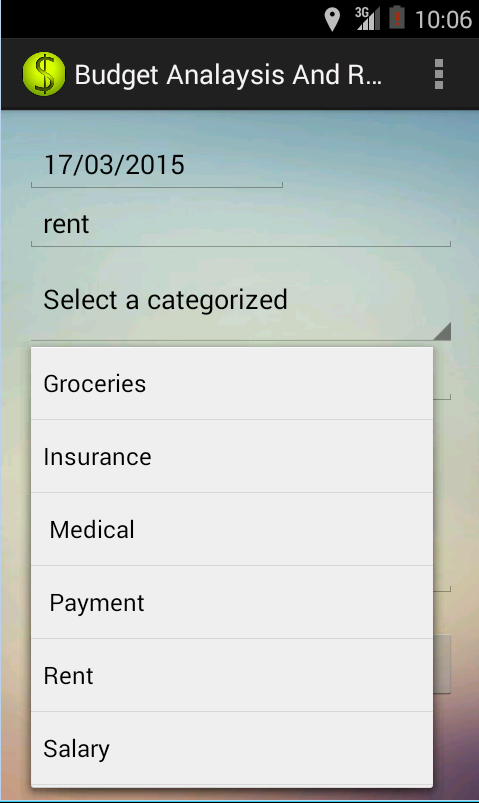 3G 10:06
$ Budget Analaysis And R...
17/03/2015
rent
Select a categorized
Groceries
Insurance
Medical
Payment
Rent
Salary